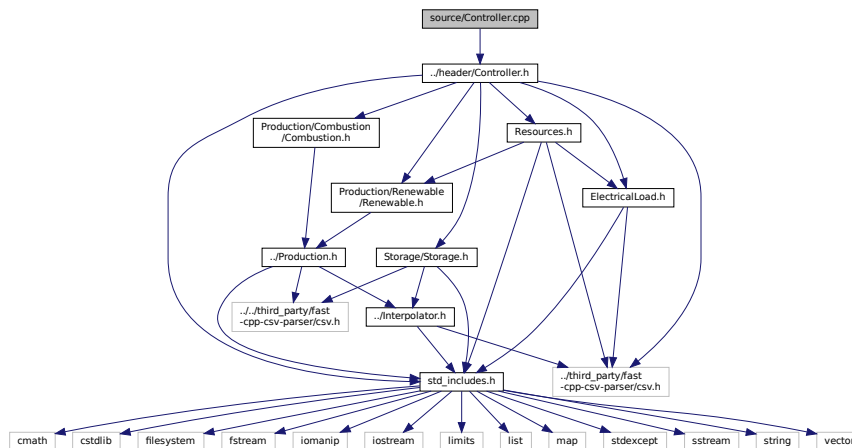 source/Controller.cpp
../header/Controller.h
Production/Combustion
/Combustion.h
Resources.h
Production/Renewable
/Renewable.h
ElectricalLoad.h
../Production.h
Storage/Storage.h
../../third_party/fast
-cpp-csv-parser/csv.h
../Interpolator.h
std_includes.h
../third_party/fast
-cpp-csv-parser/csv.h
cmath
cstdlib
filesystem
fstream
iomanip
iostream
limits
list
map
stdexcept
sstream
string
vector